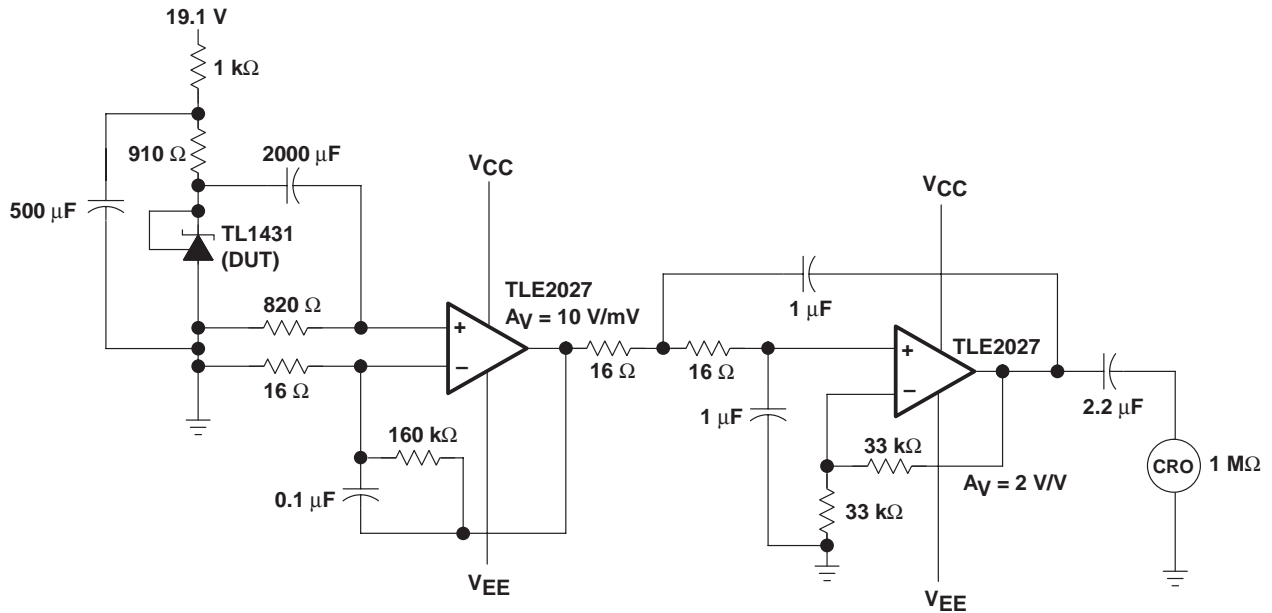 19.1 V
1 kΩ
910 Ω
2000 μF
500 μF
TL1431
(DUT)
820 Ω
16 Ω
VCC
TLE2027
AV = 10 V/mV
160 kΩ
0.1 μF
VEE
16 Ω
16 Ω
1 μF
1 μF
VCC
TLE2027
33 kΩ
AV = 2 V/V
33 kΩ
VEE
2.2 μF
CRO
1 MΩ
+
−
+
−